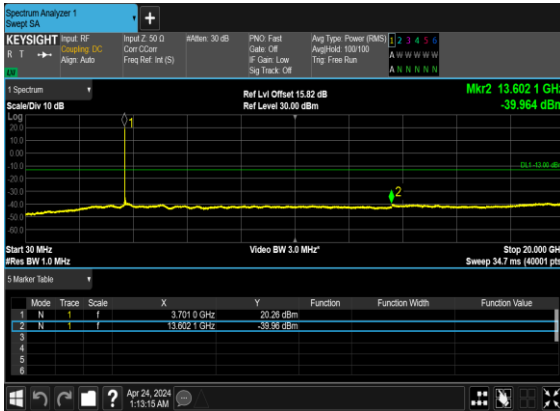 Spectrum Analyzer 1
Swept SA
KEYSIGHT
R T
Input: RF
Coupling: DC
Align: Auto
Input Z: 50 Ω
Corr CCorr
Freq Ref: Int (S)
#Atten: 30 dB
PNO: Fast
Gate: Off
IF Gain: Low
Sig Track: Off
Avg Type: Power (RMS)
Avg|Hold: 100/100
Trig: Free Run
1 2 3 4 5 6
A W W W W W
A N N N N N
1 Spectrum
Scale/Div 10 dB
Ref Lvl Offset 15.82 dB
Ref Level 30.00 dBm
Mkr2 13.602 1 GHz
-39.964 dBm
Log
20.0
10.0
0.00
-10.0
-20.0
-30.0
-40.0
-50.0
-60.0
1
DL1 -13.00 dBm
2
Start 30 MHz
#Res BW 1.0 MHz
Video BW 3.0 MHz*
Stop 20.000 GHz
Sweep 34.7 ms (40001 pts)
5 Marker Table
Mode Trace Scale X Y Function Function Width Function Value
1 N 1 f 3.701 0 GHz 20.26 dBm
2 N 1 f 13.602 1 GHz -39.96 dBm
3
4
5
6
Apr 24, 2024
1:13:15 AM